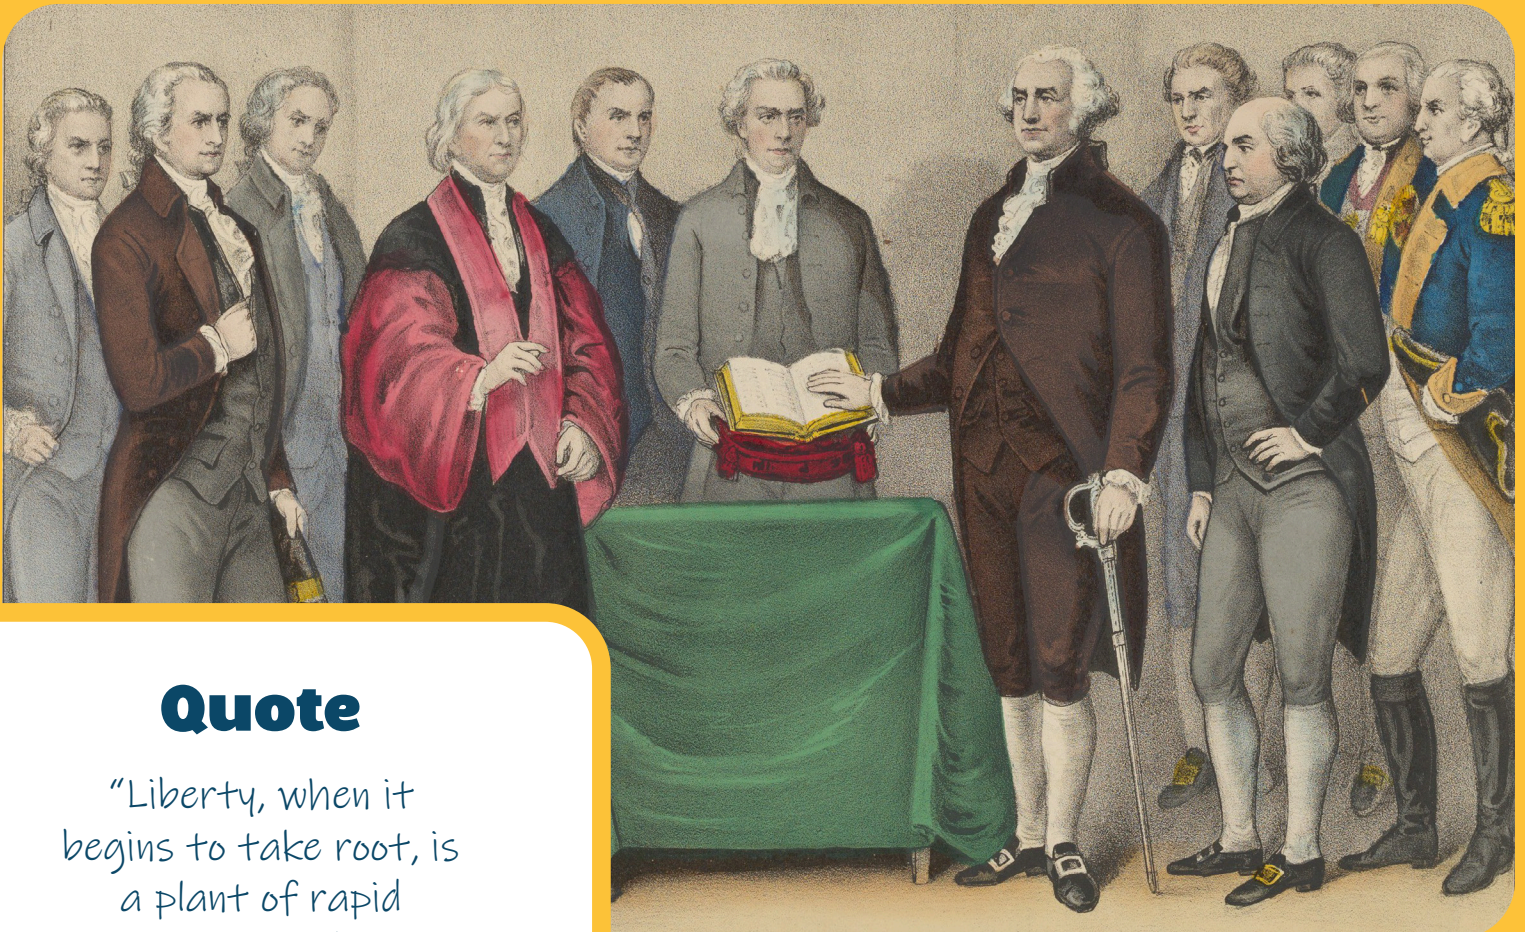 Quote
“Liberty, when it
begins to take root, is
a plant of rapid